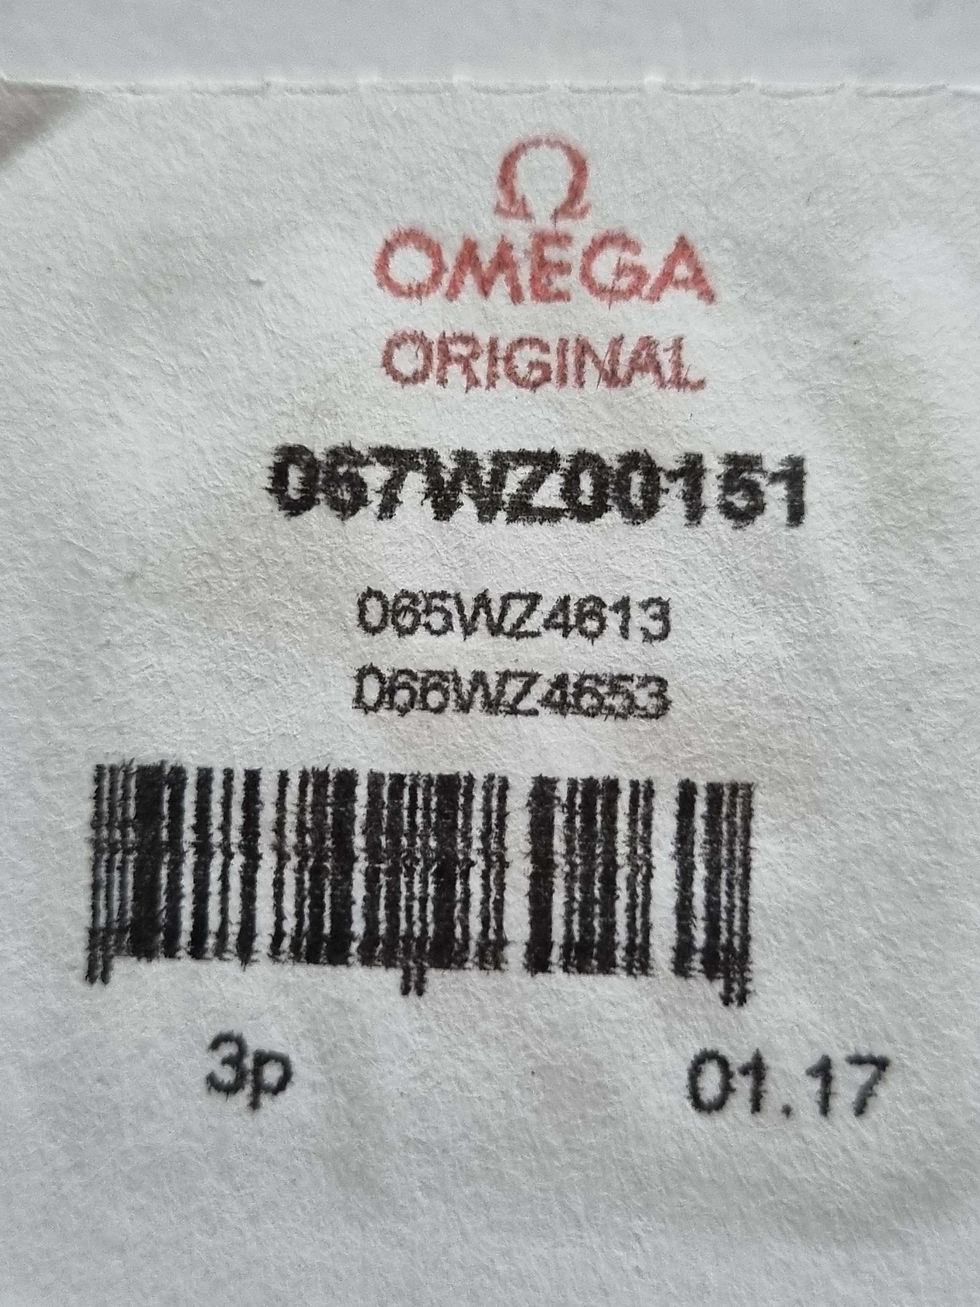 Ω
OMEGA
ORIGINAL
067WZ00151
065WZ4613
066WZ4653
3p
01.17